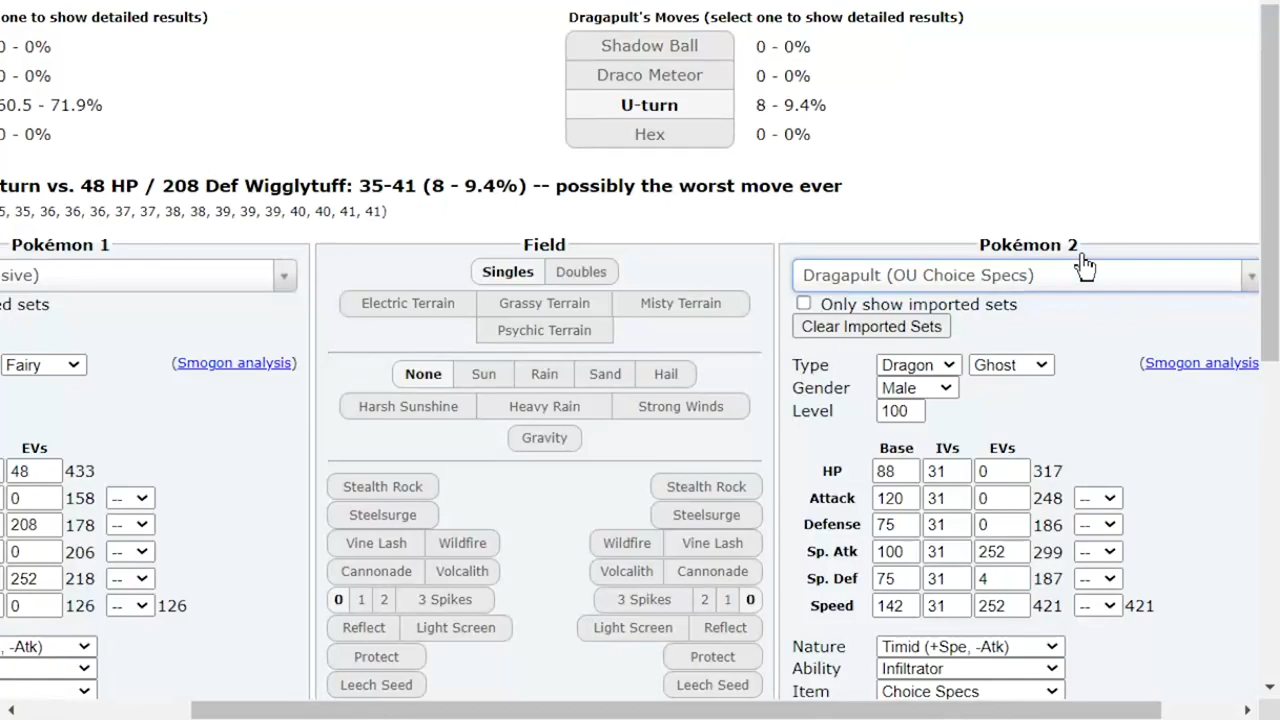 one to show detailed results)
0 - 0%
0 - 0%
60.5 - 71.9%
0 - 0%
Dragapult's Moves (select one to show detailed results)
Shadow Ball 0 - 0%
Draco Meteor 0 - 0%
U-turn 8 - 9.4%
Hex 0 - 0%
turn vs. 48 HP / 208 Def Wigglytuff: 35-41 (8 - 9.4%) -- possibly the worst move ever
5, 35, 36, 36, 36, 37, 37, 38, 38, 39, 39, 39, 40, 40, 41, 41)
Pokémon 1
sive)
ed sets
Fairy (Smogon analysis)
EVs
48 433
0 158 --
208 178 --
0 206 --
252 218 --
0 126 -- 126
, -Atk)
Field
Singles Doubles
Electric Terrain Grassy Terrain Misty Terrain
Psychic Terrain
None Sun Rain Sand Hail
Harsh Sunshine Heavy Rain Strong Winds
Gravity
Stealth Rock Stealth Rock
Steelsurge Steelsurge
Vine Lash Wildfire Wildfire Vine Lash
Cannonade Volcalith Volcalith Cannonade
0 1 2 3 Spikes 3 Spikes 2 1 0
Reflect Light Screen Light Screen Reflect
Protect Protect
Leech Seed Leech Seed
Pokémon 2
Dragapult (OU Choice Specs)
Only show imported sets
Clear Imported Sets
Type Dragon Ghost (Smogon analysis
Gender Male
Level 100
Base IVs EVs
HP 88 31 0 317
Attack 120 31 0 248 --
Defense 75 31 0 186 --
Sp. Atk 100 31 252 299 --
Sp. Def 75 31 4 187 --
Speed 142 31 252 421 -- 421
Nature Timid (+Spe, -Atk)
Ability Infiltrator
Item Choice Specs